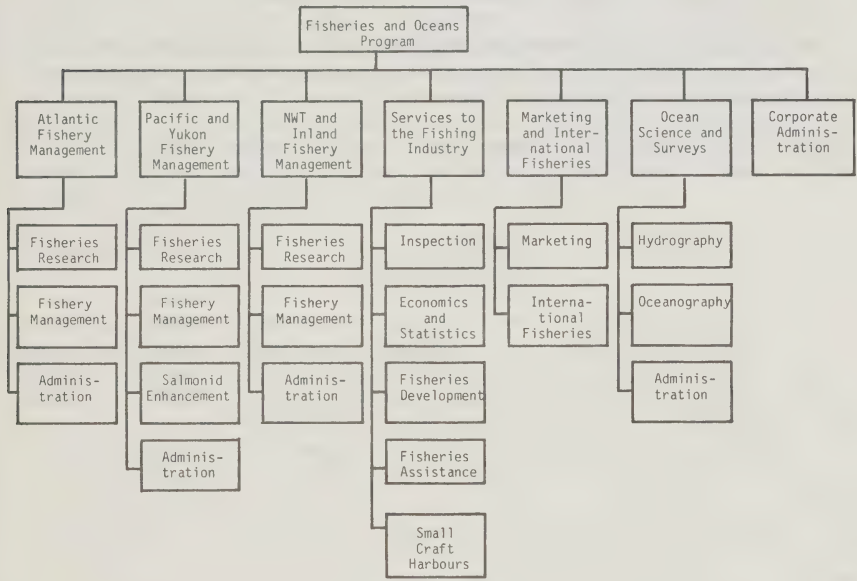 Fisheries and Oceans
Program
Atlantic
Fishery
Management
Pacific and
Yukon
Fishery
Management
NWT and
Inland
Fishery
Management
Services to
the Fishing
Industry
Marketing
and Inter-
national
Fisheries
Ocean
Science and
Surveys
Corporate
Adminis-
tration
Fisheries
Research
Fishery
Management
Adminis-
tration
Fisheries
Research
Fishery
Management
Salmonid
Enhancement
Adminis-
tration
Fisheries
Research
Fishery
Management
Adminis-
tration
Inspection
Economics
and
Statistics
Fisheries
Development
Fisheries
Assistance
Small
Craft
Harbours
Marketing
Interna-
tional
Fisheries
Hydrography
Oceanography
Adminis-
tration